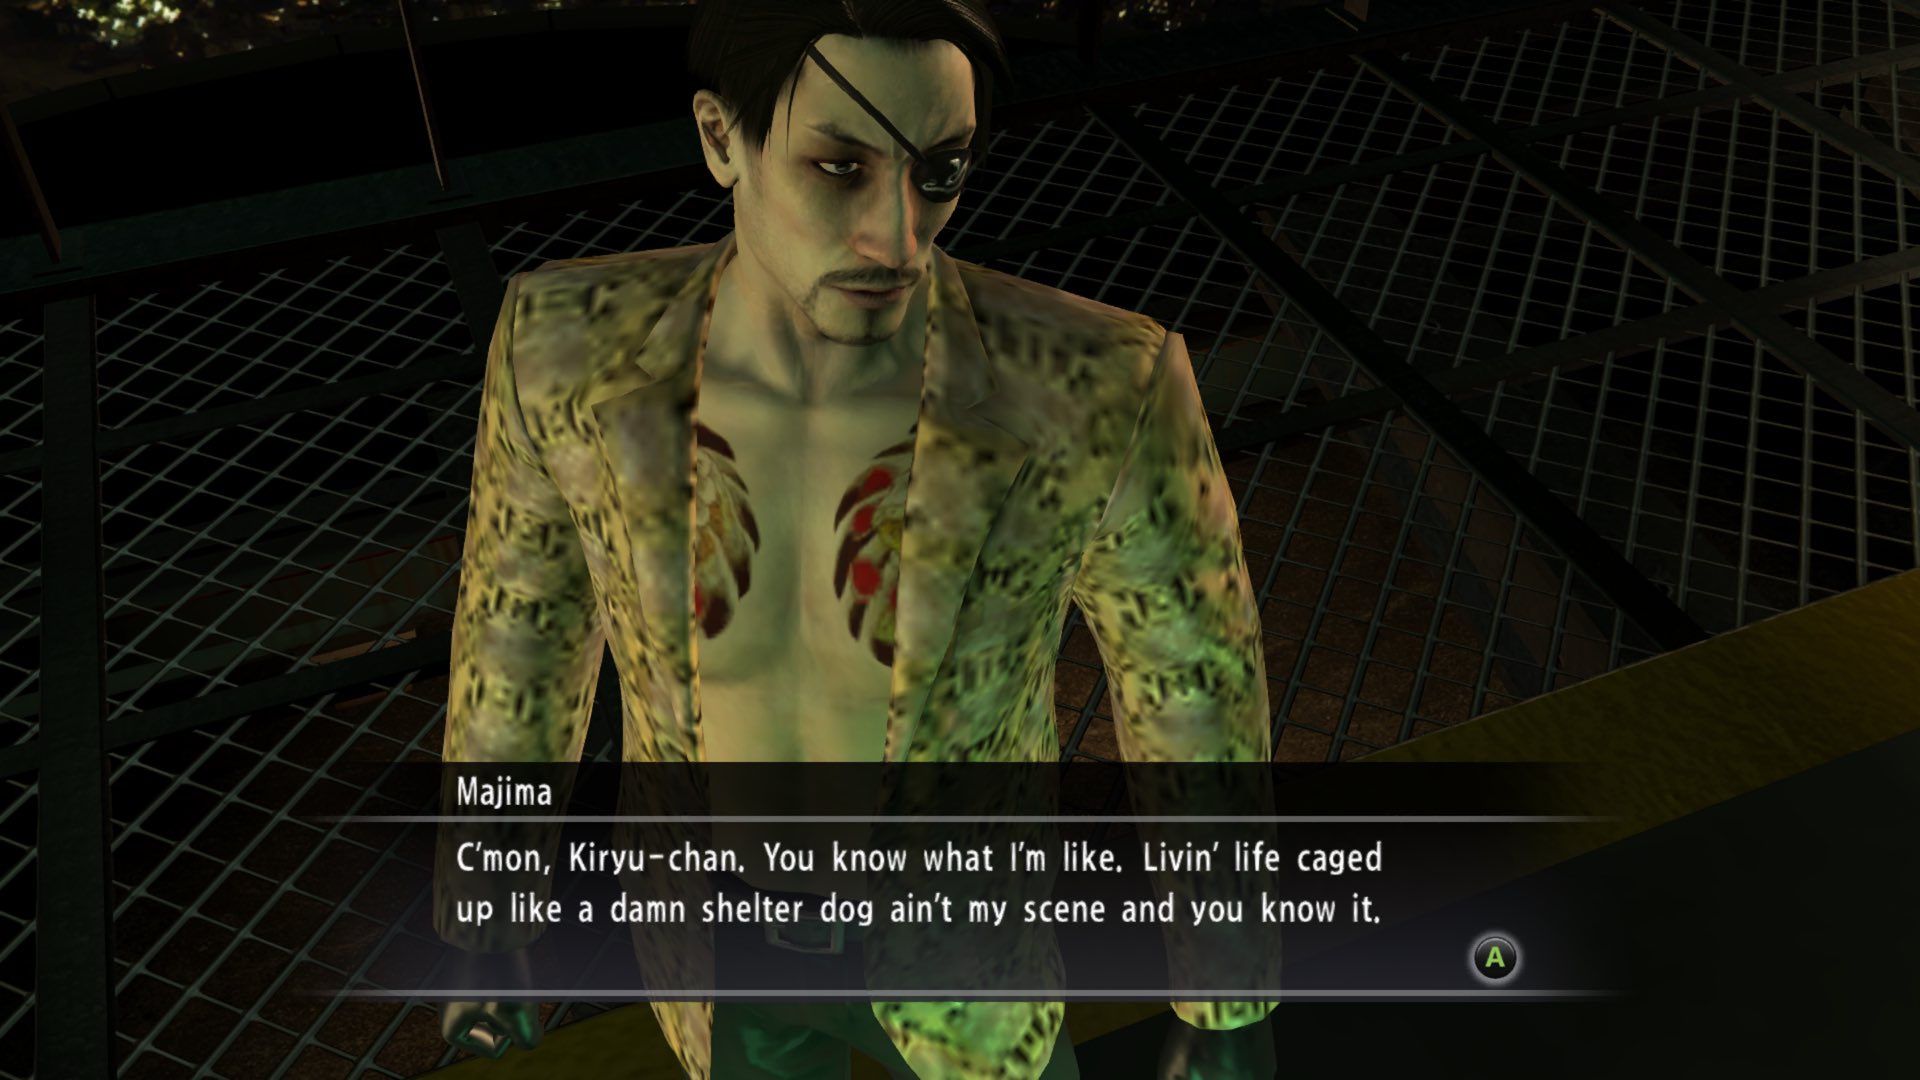 Majima
C'mon, Kiryu-chan. You know what I'm like. Livin' life caged
up like a damn shelter dog ain't my scene and you know it.
A